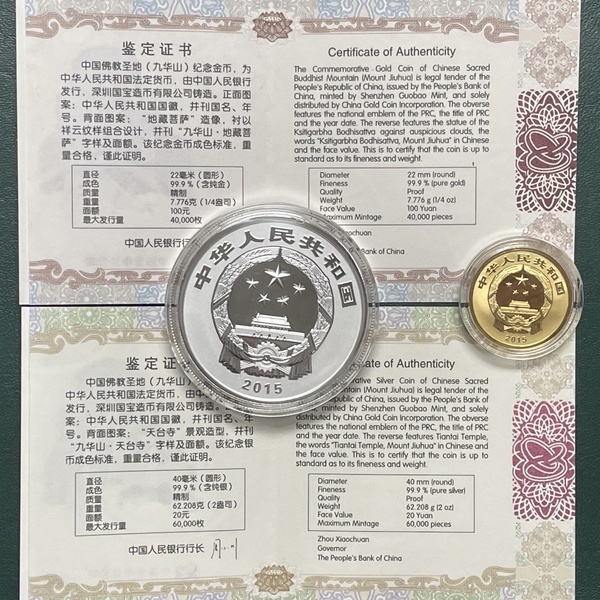 鉴定证书
中国佛教圣地（九华山）纪念金币，为
中华人民共和国法定货币，由中国人民银行
发行，深圳国宝造币有限公司铸造。正面图
案：中华人民共和国国徽，并刊国名、年
号。背面图案：“地藏菩萨”造像，衬以
祥云纹样组合设计，并刊“九华山·地藏菩
萨”字样及面额。该纪念金币成色标准，重
量合格，谨此证明。
直径 22毫米（圆形）
成色 99.9%（含纯金）
质量 精制
重量 7.776克（1/4盎司）
面额 100元
最大发行量 40,000枚
中国人民银行行
Certificate of Authenticity
The Commemorative Gold Coin of Chinese Sacred
Buddhist Mountain (Mount Jiuhua) is legal tender of the
People's Republic of China, issued by the People's Bank of
China, minted by Shenzhen Guobao Mint, and solely
distributed by China Gold Coin Incorporation. The obverse
features the national emblem of the PRC, the title of PRC
and the year date. The reverse features the statue of the
Ksitigarbha Bodhisattva against auspicious clouds, the
words "Ksitigarbha Bodhisattva, Mount Jiuhua" in Chinese
and the face value. This is to certify that the coin is up to
standard as to its fineness and weight.
Diameter 22 mm (round)
Fineness 99.9% (pure gold)
Quality Proof
Weight 7.776 g (1/4 oz)
Face Value 100 Yuan
Maximum Mintage 40,000 pieces
Xiaochuan
People's Bank of China
中华人民共和国
2015
中华人民共和国
2015
鉴定证
中国佛教圣地（九华山
中华人民共和国法定货币，由中
发行，深圳国宝造币有限公司铸
案：中华人民共和国国徽，并刊国名、年
号。背面图案：“天台寺”景观造型，并刊
“九华山·天台寺”字样及面额。该纪念银
币成色标准，重量合格，谨此证明。
直径 40毫米（圆形）
成色 99.9%（含纯银）
质量 精制
重量 62.208克（2盎司）
面额 20元
最大发行量 60,000枚
中国人民银行行长
Certificate of Authenticity
rative Silver Coin of Chinese Sacred
ntain (Mount Jiuhua) is legal tender of the
public of China, issued by the People's Bank of
China, minted by Shenzhen Guobao Mint, and solely
distributed by China Gold Coin Incorporation. The obverse
features the national emblem of the PRC, the title of PRC
and the year date. The reverse features Tiantai Temple, the
words "Tiantai Temple, Mount Jiuhua" in Chinese
and the face value. This is to certify that the coin is up to
standard as to its fineness and weight.
Diameter 40 mm (round)
Fineness 99.9% (pure silver)
Quality Proof
Weight 62.208 g (2 oz)
Face Value 20 Yuan
Maximum Mintage 60,000 pieces
Zhou Xiaochuan
Governor
The People's Bank of China